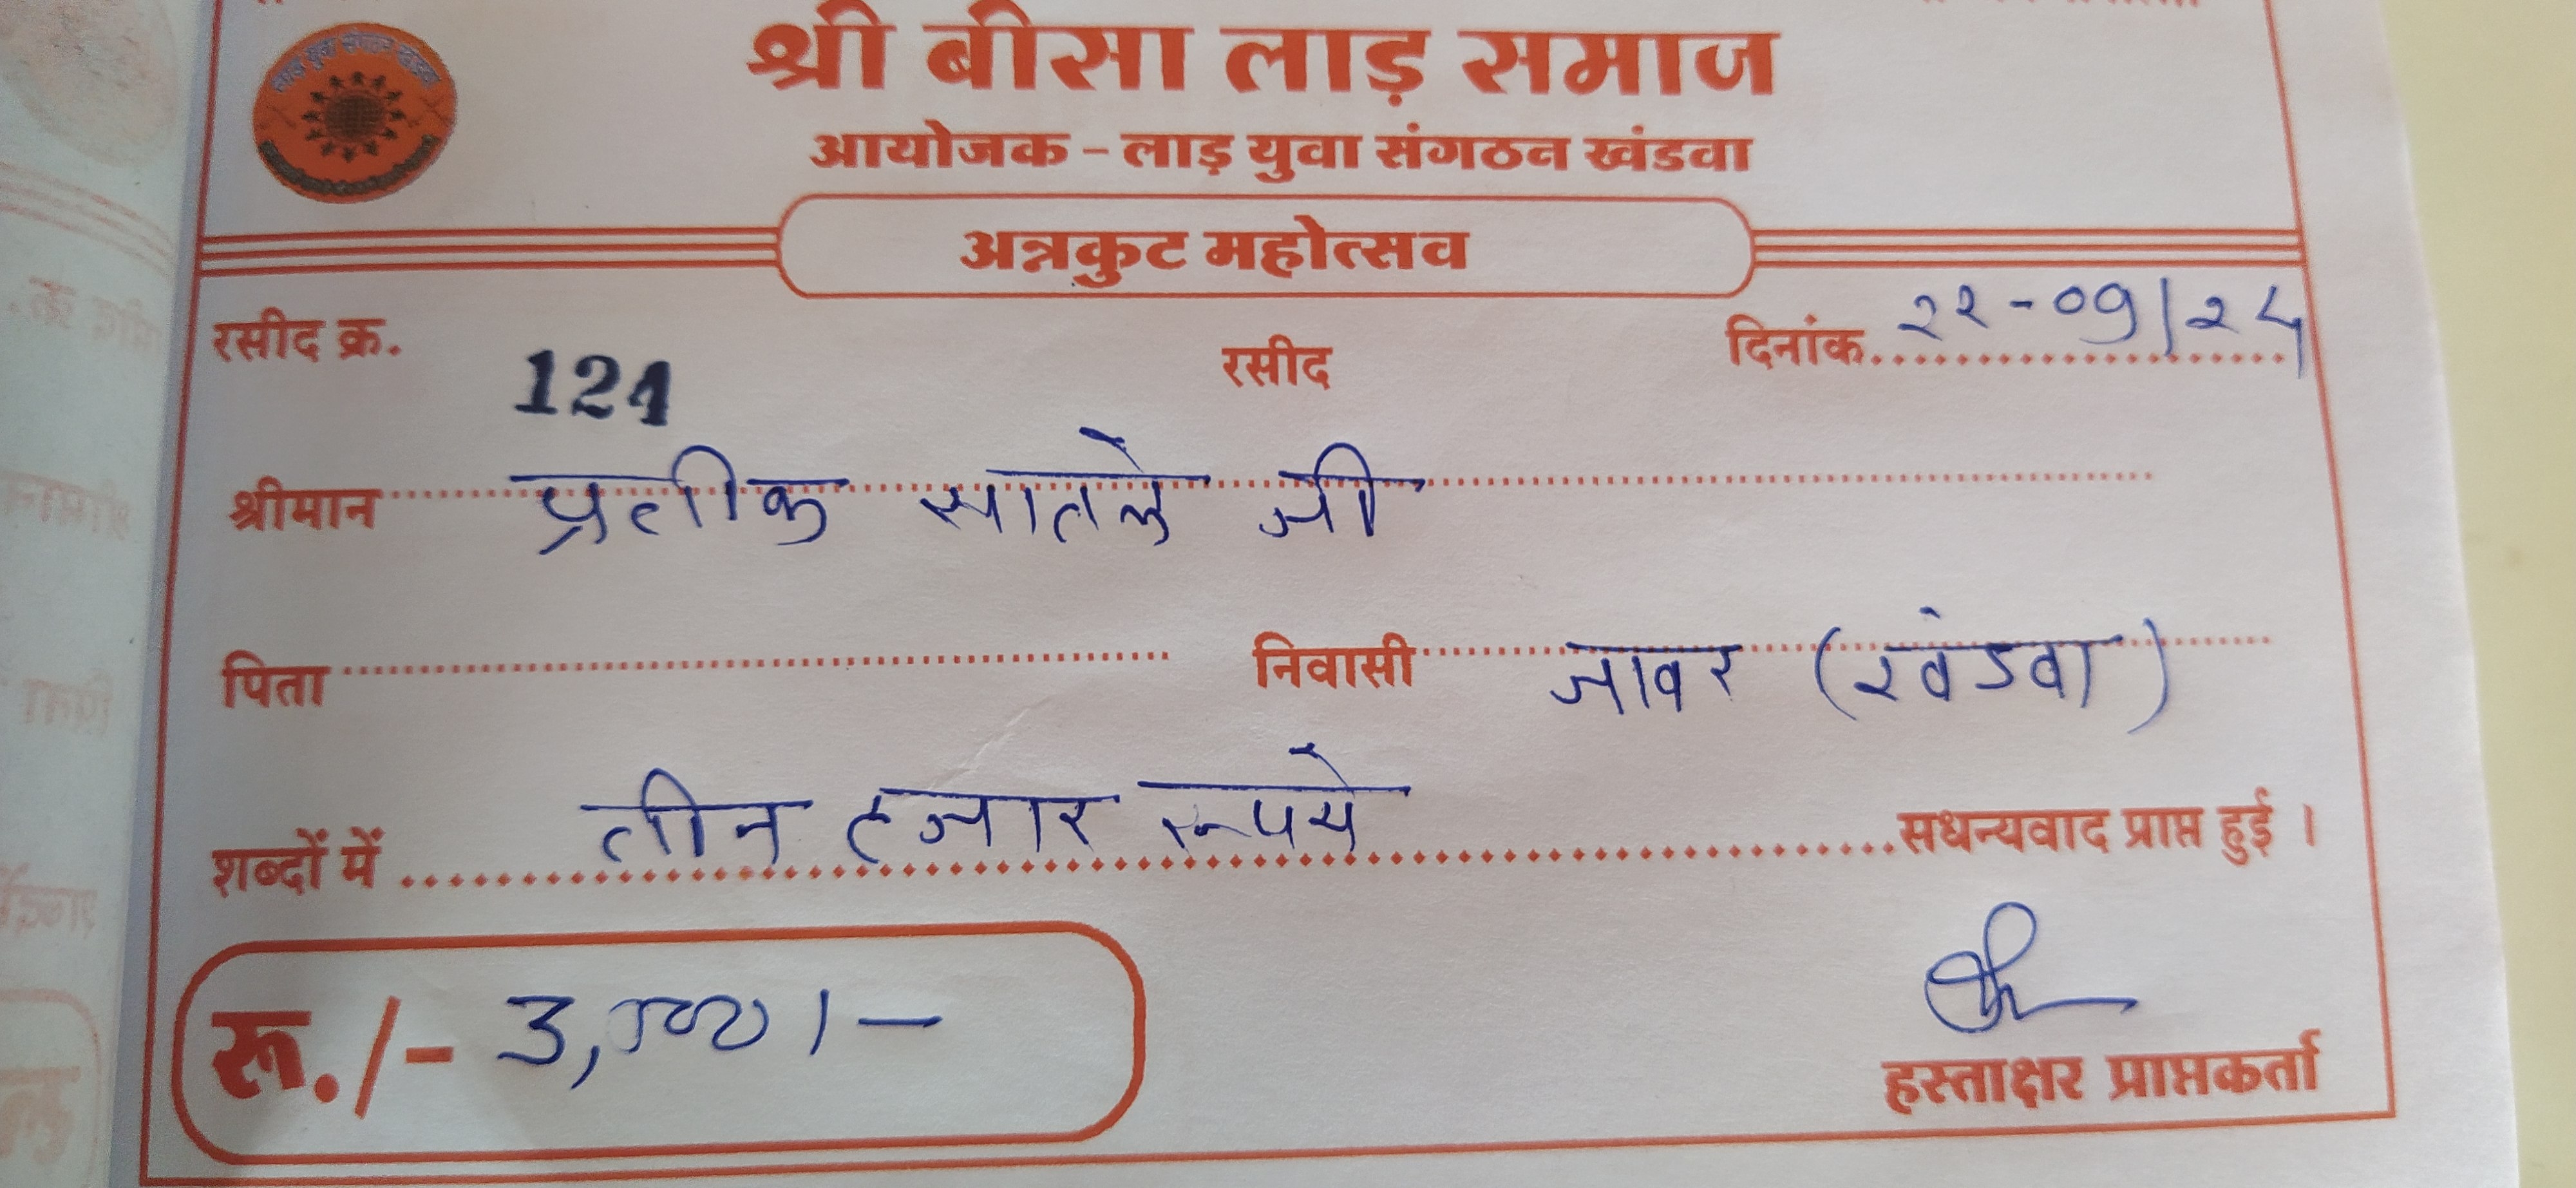 श्री बीसा लाड़ समाज
आयोजक - लाड़ युवा संगठन खंडवा
अन्नकुट महोत्सव
रसीद क्र. 121 रसीद दिनांक 22-09/24
श्रीमान प्रतीक सातले जी
पिता निवासी जावर (खंडवा)
शब्दों में तीन हजार रूपये सधन्यवाद प्राप्त हुई ।
रू./- 3,000/-
हस्ताक्षर प्राप्तकर्ता